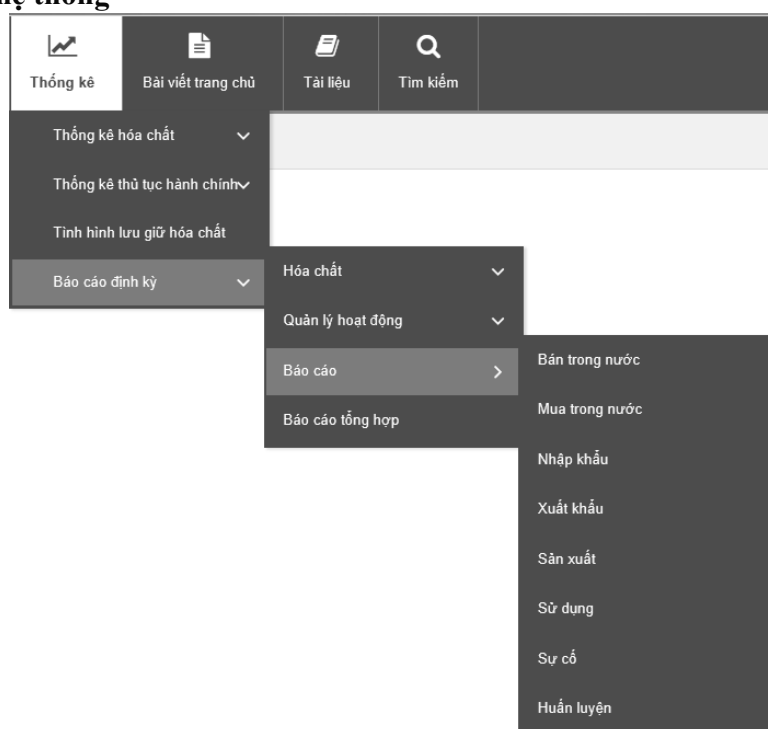 hệ thống
Thống kê
Bài viết trang chủ
Tài liệu
Tìm kiếm
Thống kê hóa chất
Thống kê thủ tục hành chính
Tình hình lưu giữ hóa chất
Báo cáo định kỳ
Hóa chất
Quản lý hoạt động
Báo cáo
Báo cáo tổng hợp
Bán trong nước
Mua trong nước
Nhập khẩu
Xuất khẩu
Sản xuất
Sử dụng
Sự cố
Huấn luyện